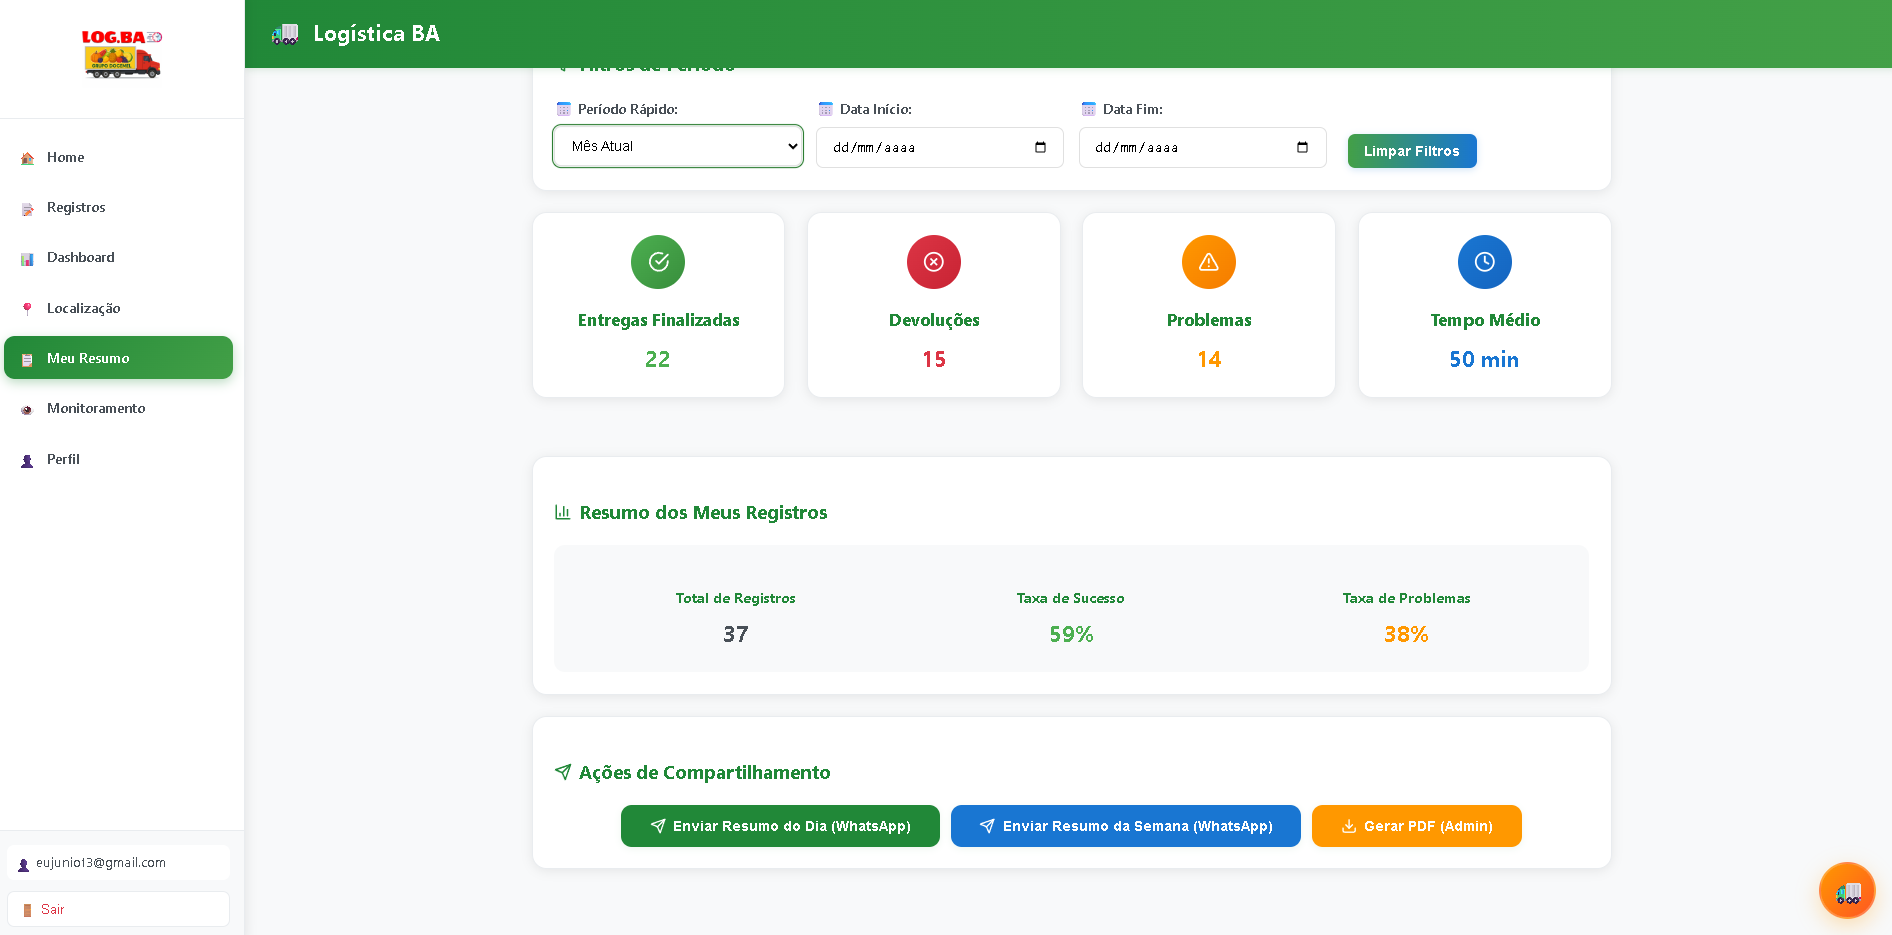 LOG.BA
GRUPO DOCEMEL
Home
Registros
Dashboard
Localização
Meu Resumo
Monitoramento
Perfil
eujunio13@gmail.com
Sair
Logística BA
Filtros de Período
Período Rápido:
Data Início:
Data Fim:
Mês Atual
dd/mm/aaaa
dd/mm/aaaa
Limpar Filtros
Entregas Finalizadas
22
Devoluções
15
Problemas
14
Tempo Médio
50 min
Resumo dos Meus Registros
Total de Registros
37
Taxa de Sucesso
59%
Taxa de Problemas
38%
Ações de Compartilhamento
Enviar Resumo do Dia (WhatsApp)
Enviar Resumo da Semana (WhatsApp)
Gerar PDF (Admin)